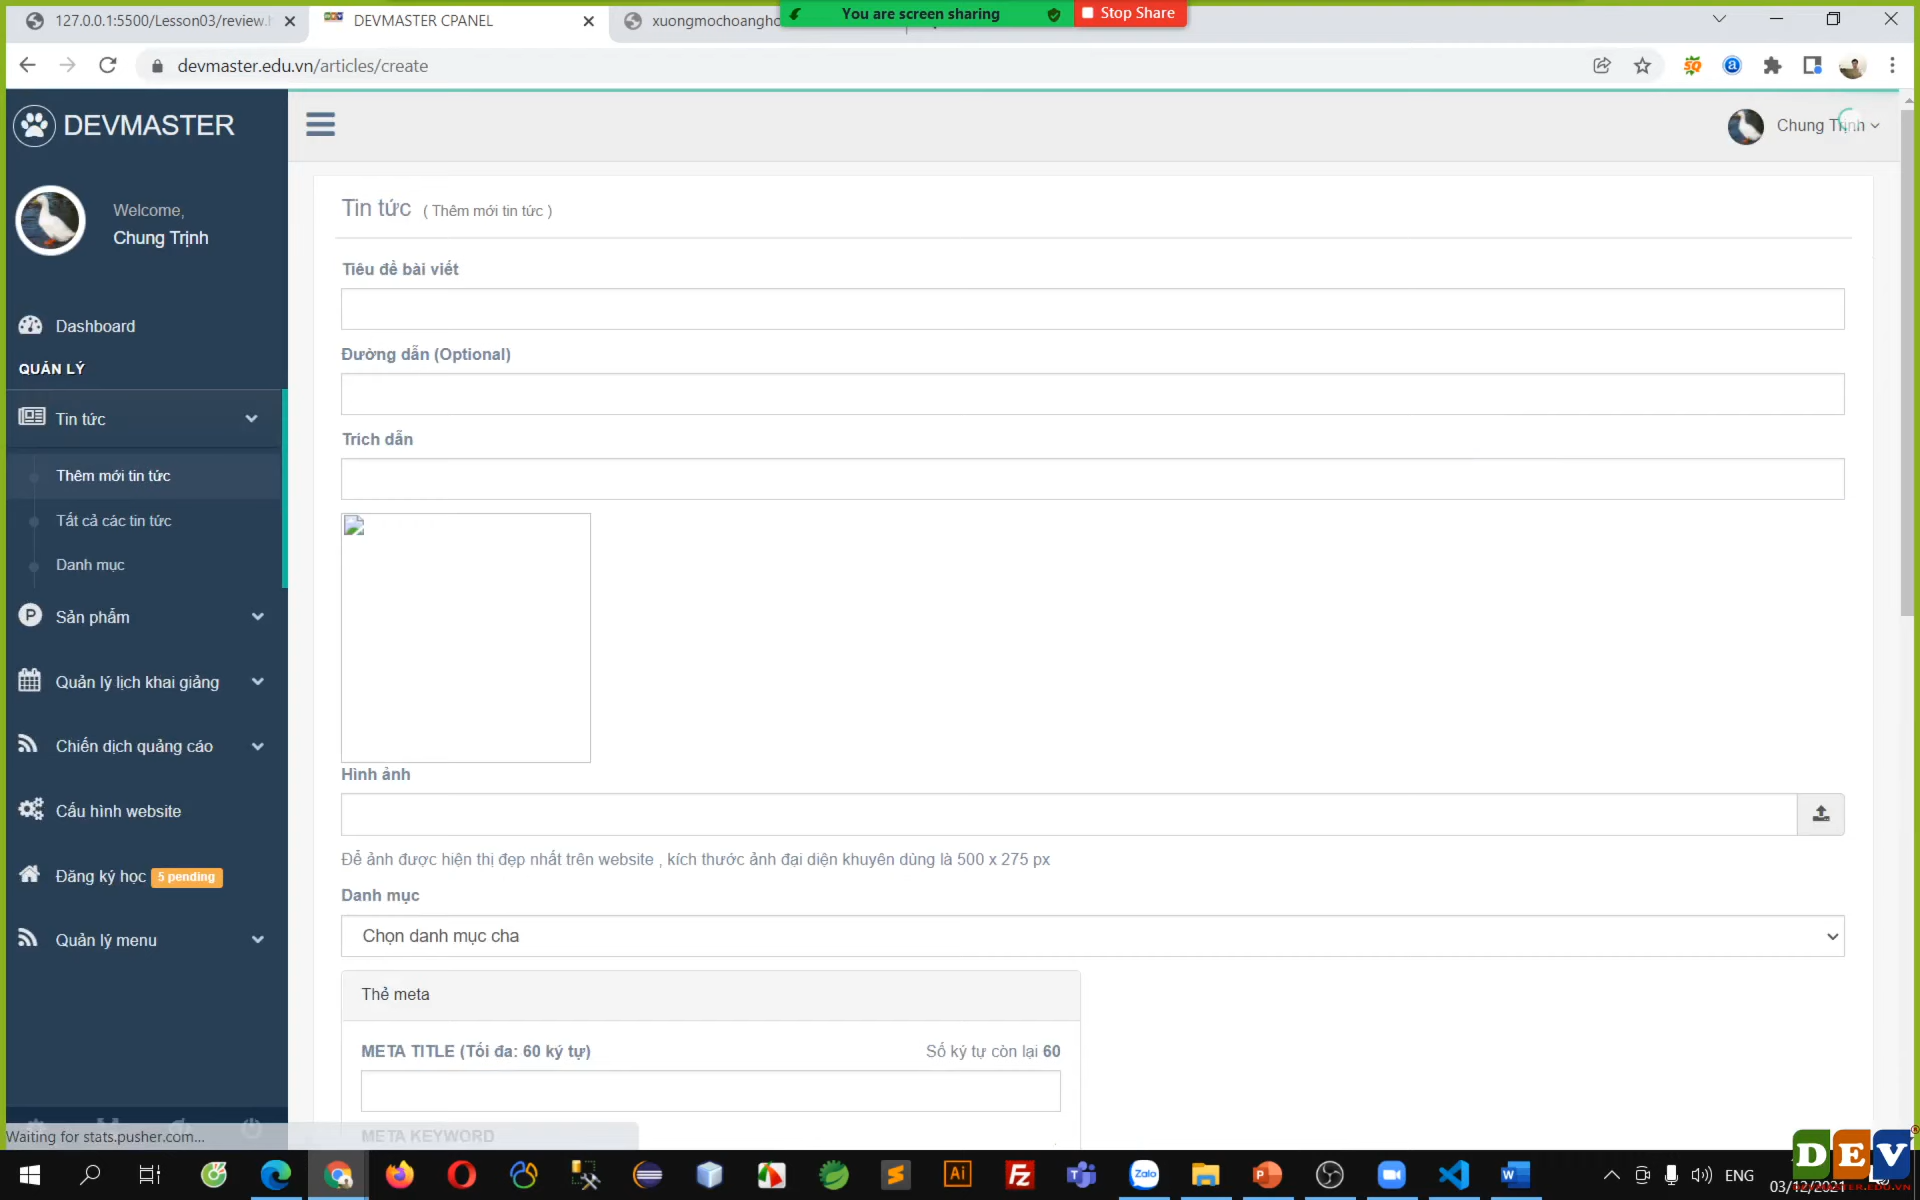 127.0.0.1:5500/Lesson03/review.h
DEVMASTER CPANEL
xuongmochoangho
You are screen sharing
Stop Share
devmaster.edu.vn/articles/create
DEVMASTER
Chung Trịnh
Welcome,
Chung Trịnh
Dashboard
QUẢN LÝ
Tin tức
Thêm mới tin tức
Tất cả các tin tức
Danh mục
Sản phẩm
Quản lý lịch khai giảng
Chiến dịch quảng cáo
Cấu hình website
Đăng ký học 5 pending
Quản lý menu
Waiting for stats.pusher.com...
Tin tức ( Thêm mới tin tức )
Tiêu đề bài viết
Đường dẫn (Optional)
Trích dẫn
Hình ảnh
Để ảnh được hiện thị đẹp nhất trên website , kích thước ảnh đại diện khuyên dùng là 500 x 275 px
Danh mục
Chọn danh mục cha
Thẻ meta
META TITLE (Tối đa: 60 ký tự)
Số ký tự còn lại 60
META KEYWORD
ENG
03/12/2021
DEV